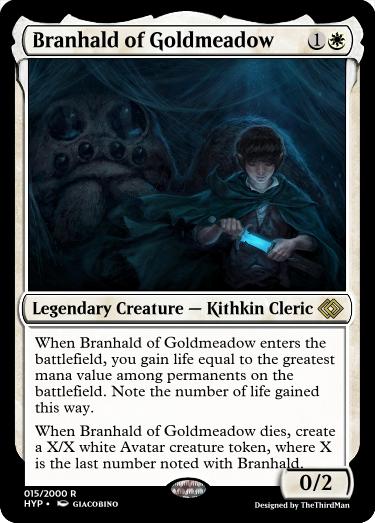 Branhald of Goldmeadow 1
Legendary Creature — Kithkin Cleric
When Branhald of Goldmeadow enters the
battlefield, you gain life equal to the greatest
mana value among permanents on the
battlefield. Note the number of life gained
this way.
When Branhald of Goldmeadow dies, create
a X/X white Avatar creature token, where X
is the last number noted with Branhald.
0/2
015/2000 R
HYP • GIACOBINO
Designed by TheThirdMan